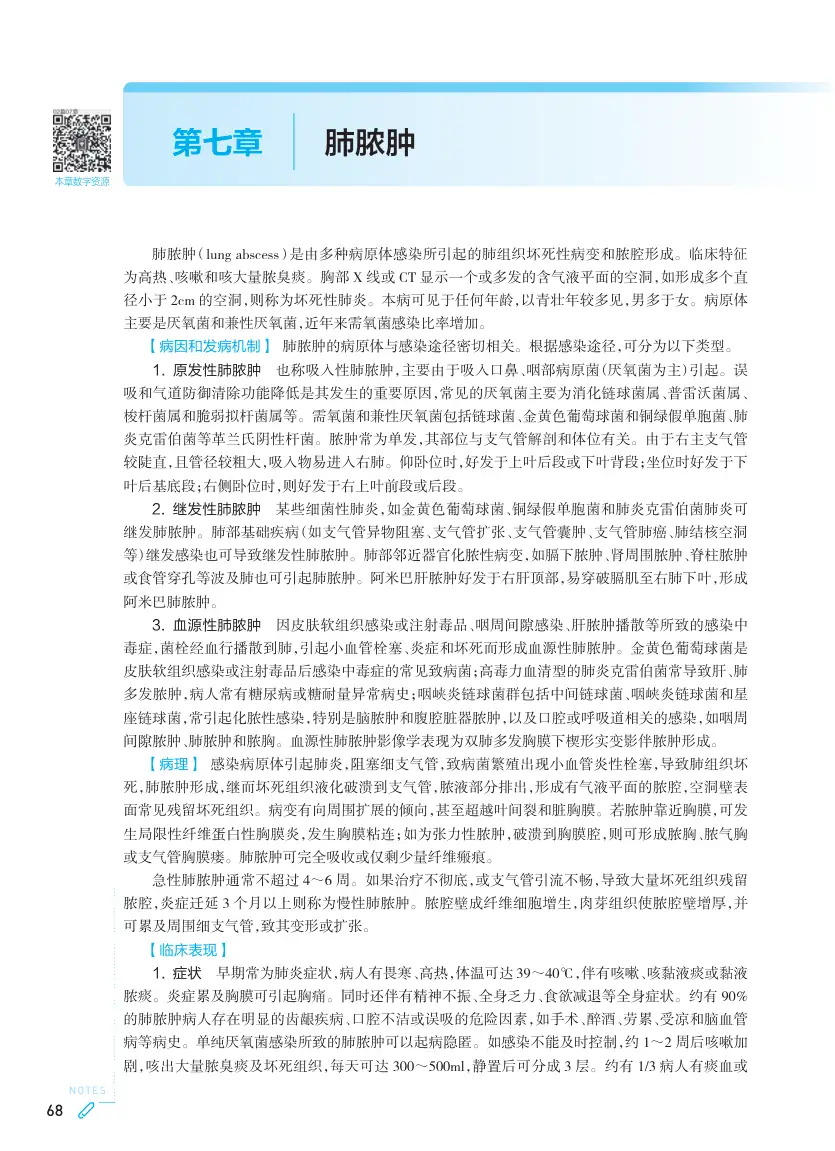 02篇07章
本章数字资源
第七章
肺脓肿
肺脓肿（lung abscess）是由多种病原体感染所引起的肺组织坏死性病变和脓腔形成。临床特征
为高热、咳嗽和咳大量脓臭痰。胸部 X 线或 CT 显示一个或多发的含气液平面的空洞，如形成多个直
径小于 2cm 的空洞，则称为坏死性肺炎。本病可见于任何年龄，以青壮年较多见，男多于女。病原体
主要是厌氧菌和兼性厌氧菌，近年来需氧菌感染比率增加。
【病因和发病机制】 肺脓肿的病原体与感染途径密切相关。根据感染途径，可分为以下类型。
1. 原发性肺脓肿 也称吸入性肺脓肿，主要由于吸入口鼻、咽部病原菌（厌氧菌为主）引起。误
吸和气道防御清除功能降低是其发生的重要原因，常见的厌氧菌主要为消化链球菌属、普雷沃菌属、
梭杆菌属和脆弱拟杆菌属等。需氧菌和兼性厌氧菌包括链球菌、金黄色葡萄球菌和铜绿假单胞菌、肺
炎克雷伯菌等革兰氏阴性杆菌。脓肿常为单发，其部位与支气管解剖和体位有关。由于右主支气管
较陡直，且管径较粗大，吸入物易进入右肺。仰卧位时，好发于上叶后段或下叶背段；坐位时好发于下
叶后基底段；右侧卧位时，则好发于右上叶前段或后段。
2. 继发性肺脓肿 某些细菌性肺炎，如金黄色葡萄球菌、铜绿假单胞菌和肺炎克雷伯菌肺炎可
继发肺脓肿。肺部基础疾病（如支气管异物阻塞、支气管扩张、支气管囊肿、支气管肺癌、肺结核空洞
等）继发感染也可导致继发性肺脓肿。肺部邻近器官化脓性病变，如膈下脓肿、肾周围脓肿、脊柱脓肿
或食管穿孔等波及肺也可引起肺脓肿。阿米巴肝脓肿好发于右肝顶部，易穿破膈肌至右肺下叶，形成
阿米巴肺脓肿。
3. 血源性肺脓肿 因皮肤软组织感染或注射毒品、咽周间隙感染、肝脓肿播散等所致的感染中
毒症，菌栓经血行播散到肺，引起小血管栓塞、炎症和坏死而形成血源性肺脓肿。金黄色葡萄球菌是
皮肤软组织感染或注射毒品后感染中毒症的常见致病菌；高毒力血清型的肺炎克雷伯菌常导致肝、肺
多发脓肿，病人常有糖尿病或糖耐量异常病史；咽峡炎链球菌群包括中间链球菌、咽峡炎链球菌和星
座链球菌，常引起化脓性感染，特别是脑脓肿和腹腔脏器脓肿，以及口腔或呼吸道相关的感染，如咽周
间隙脓肿、肺脓肿和脓胸。血源性肺脓肿影像学表现为双肺多发胸膜下楔形实变影伴脓肿形成。
【病理】 感染病原体引起肺炎，阻塞细支气管，致病菌繁殖出现小血管炎性栓塞，导致肺组织坏
死，肺脓肿形成，继而坏死组织液化破溃到支气管，脓液部分排出，形成有气液平面的脓腔，空洞壁表
面常见残留坏死组织。病变有向周围扩展的倾向，甚至超越叶间裂和脏胸膜。若脓肿靠近胸膜，可发
生局限性纤维蛋白性胸膜炎，发生胸膜粘连；如为张力性脓肿，破溃到胸膜腔，则可形成脓胸、脓气胸
或支气管胸膜瘘。肺脓肿可完全吸收或仅剩少量纤维瘢痕。
急性肺脓肿通常不超过 4～6 周。如果治疗不彻底，或支气管引流不畅，导致大量坏死组织残留
脓腔，炎症迁延 3 个月以上则称为慢性肺脓肿。脓腔壁成纤维细胞增生，肉芽组织使脓腔壁增厚，并
可累及周围细支气管，致其变形或扩张。
【临床表现】
1. 症状 早期常为肺炎症状，病人有畏寒、高热，体温可达 39～40℃，伴有咳嗽、咳黏液痰或黏液
脓痰。炎症累及胸膜可引起胸痛。同时还伴有精神不振、全身乏力、食欲减退等全身症状。约有 90%
的肺脓肿病人存在明显的齿龈疾病、口腔不洁或误吸的危险因素，如手术、醉酒、劳累、受凉和脑血管
病等病史。单纯厌氧菌感染所致的肺脓肿可以起病隐匿。如感染不能及时控制，约 1～2 周后咳嗽加
剧，咳出大量脓臭痰及坏死组织，每天可达 300～500ml，静置后可分成 3 层。约有 1/3 病人有痰血或
NOTES
68